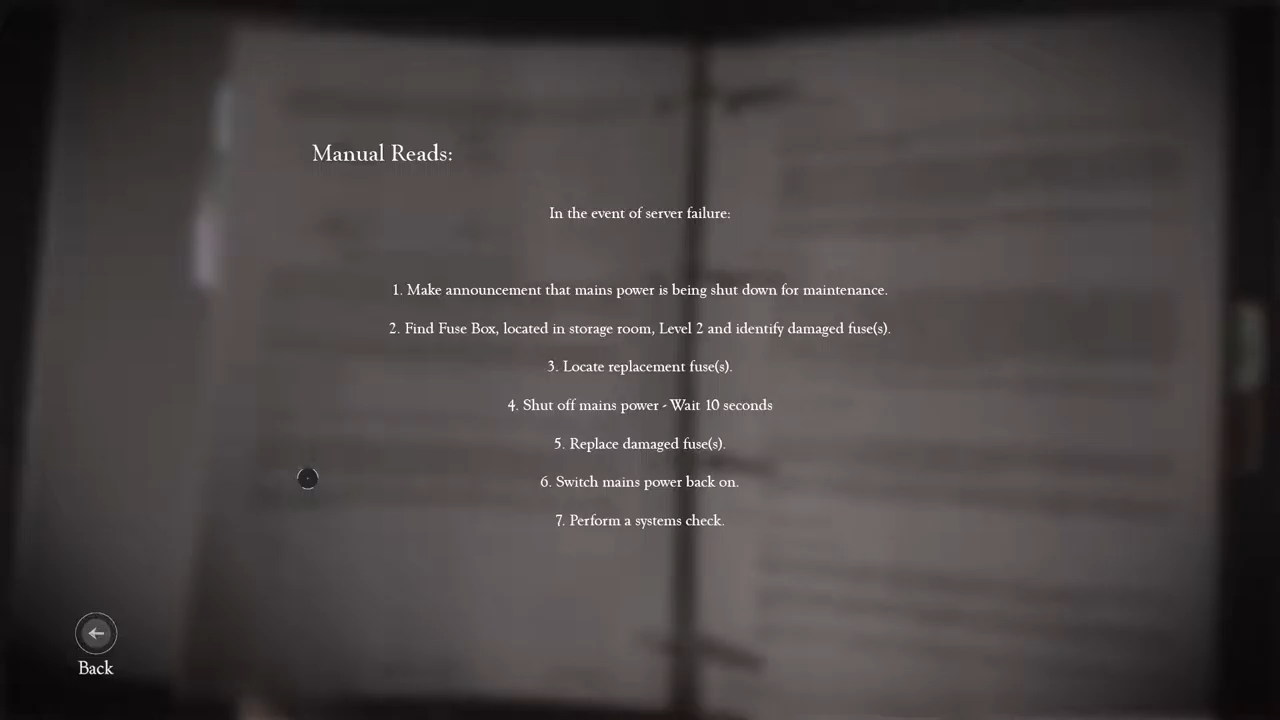 Manual Reads:
In the event of server failure:
1. Make announcement that mains power is being shut down for maintenance.
2. Find Fuse Box, located in storage room, Level 2 and identify damaged fuse(s).
3. Locate replacement fuse(s).
4. Shut off mains power - Wait 10 seconds
5. Replace damaged fuse(s).
6. Switch mains power back on.
7. Perform a systems check.
Back